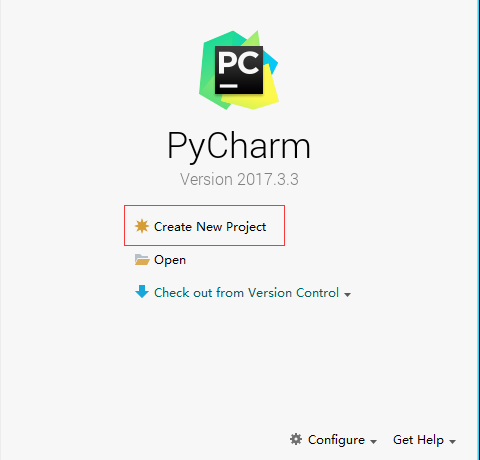 PC
PyCharm
Version 2017.3.3
Create New Project
Open
Check out from Version Control
Configure Get Help